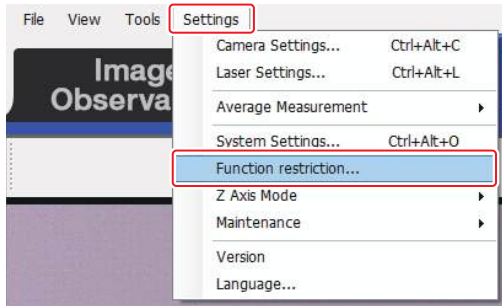 File View Tools Settings
Camera Settings... Ctrl+Alt+C
Laser Settings... Ctrl+Alt+L
Average Measurement
System Settings... Ctrl+Alt+O
Function restriction...
Z Axis Mode
Maintenance
Version
Language...
Image
Observa